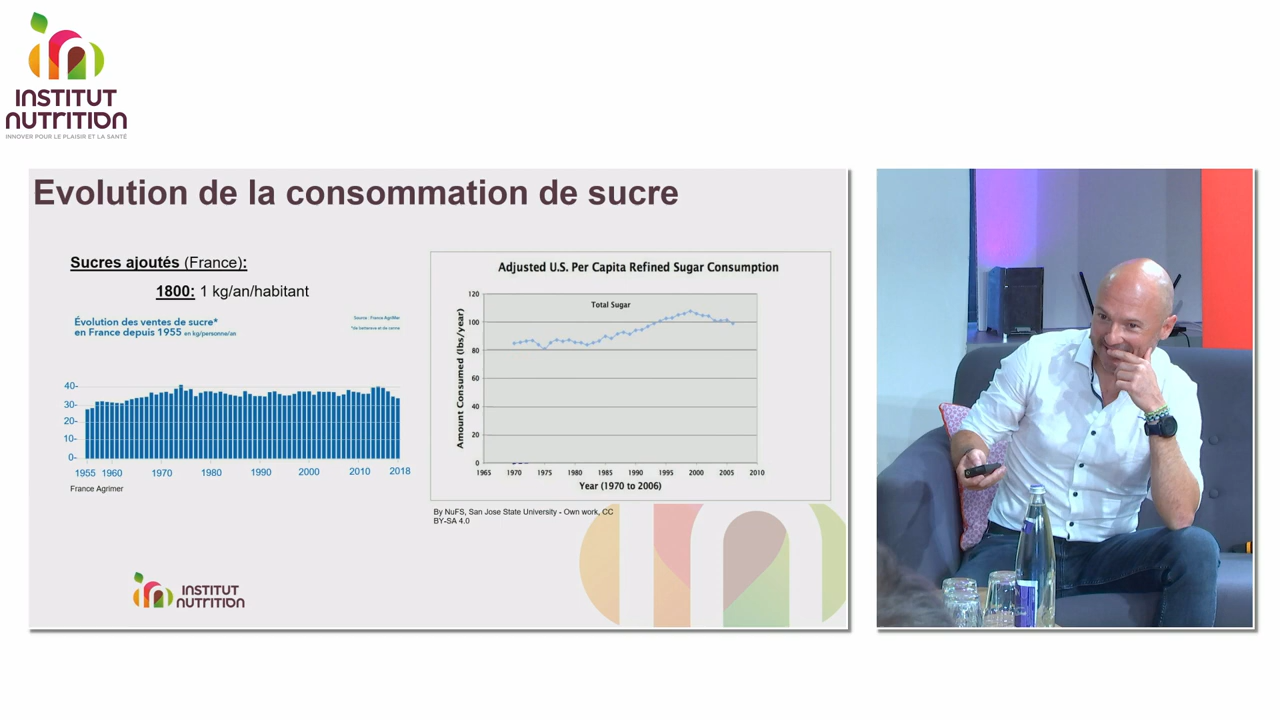 INSTITUT
NUTRITION
INNOVER POUR LE PLAISIR ET LA SANTÉ
Evolution de la consommation de sucre
Sucres ajoutés (France):
1800: 1 kg/an/habitant
Évolution des ventes de sucre*
en France depuis 1955 en kg/personne/an
Source : France AgriMer
*de betterave et de canne
40-
30-
20-
10-
0-
1955 1960 1970 1980 1990 2000 2010 2018
France Agrimer
Adjusted U.S. Per Capita Refined Sugar Consumption
Total Sugar
Amount Consumed (lbs/year)
120
100
80
60
40
20
0
1965 1970 1975 1980 1985 1990 1995 2000 2005 2010
Year (1970 to 2006)
By NuFS, San Jose State University - Own work, CC
BY-SA 4.0
INSTITUT
NUTRITION